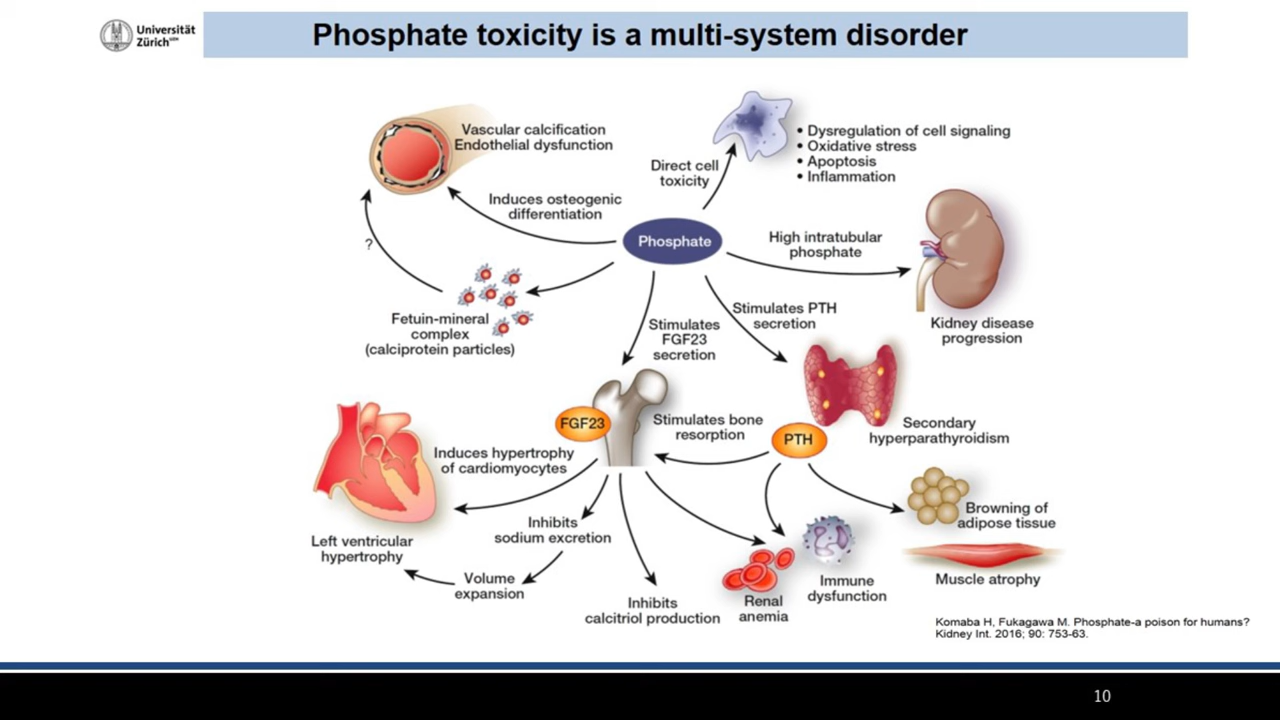 Universität
Zürich UZH
Phosphate toxicity is a multi-system disorder
Vascular calcification
Endothelial dysfunction
Direct cell
toxicity
• Dysregulation of cell signaling
• Oxidative stress
• Apoptosis
• Inflammation
Induces osteogenic
differentiation
Phosphate
High intratubular
phosphate
?
Fetuin-mineral
complex
(calciprotein particles)
Stimulates
FGF23
secretion
Stimulates PTH
secretion
Kidney disease
progression
FGF23
Stimulates bone
resorption
PTH
Secondary
hyperparathyroidism
Induces hypertrophy
of cardiomyocytes
Left ventricular
hypertrophy
Inhibits
sodium excretion
Volume
expansion
Inhibits
calcitriol production
Renal
anemia
Immune
dysfunction
Browning of
adipose tissue
Muscle atrophy
Komaba H, Fukagawa M. Phosphate-a poison for humans?
Kidney Int. 2016; 90: 753-63.
10